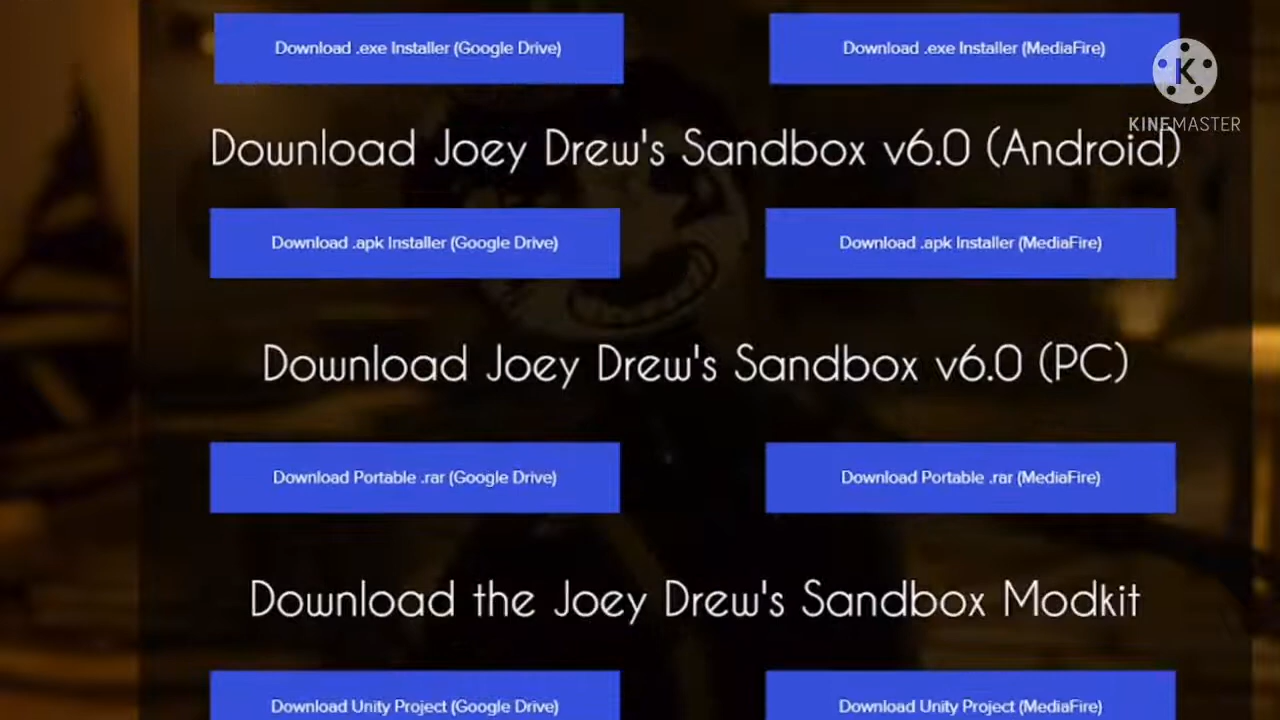 Download .exe Installer (Google Drive)
Download .exe Installer (MediaFire)
KINEMASTER
Download Joey Drew's Sandbox v6.0 (Android)
Download .apk Installer (Google Drive)
Download .apk Installer (MediaFire)
Download Joey Drew's Sandbox v6.0 (PC)
Download Portable .rar (Google Drive)
Download Portable .rar (MediaFire)
Download the Joey Drew's Sandbox Modkit
Download Unity Project (Google Drive)
Download Unity Project (MediaFire)